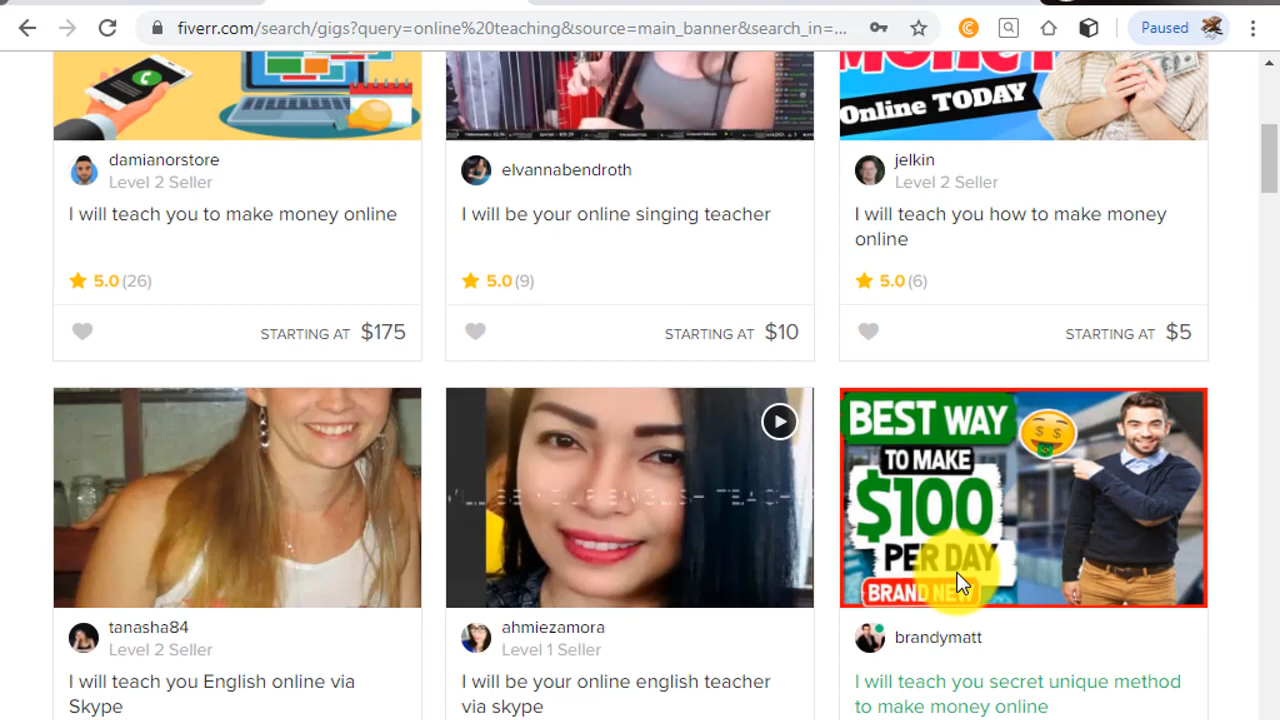 fiverr.com/search/gigs?query=online%20teaching&source=main_banner&search_in=...
Paused
MONEY
Online TODAY
damianorstore
Level 2 Seller
I will teach you to make money online
5.0 (26)
STARTING AT $175
elvannabendroth
I will be your online singing teacher
5.0 (9)
STARTING AT $10
jelkin
Level 2 Seller
I will teach you how to make money
online
5.0 (6)
STARTING AT $5
BEST WAY
TO MAKE
$100
PER DAY
BRAND NEW
tanasha84
Level 2 Seller
I will teach you English online via
Skype
ahmiezamora
Level 1 Seller
I will be your online english teacher
via skype
brandymatt
I will teach you secret unique method
to make money online